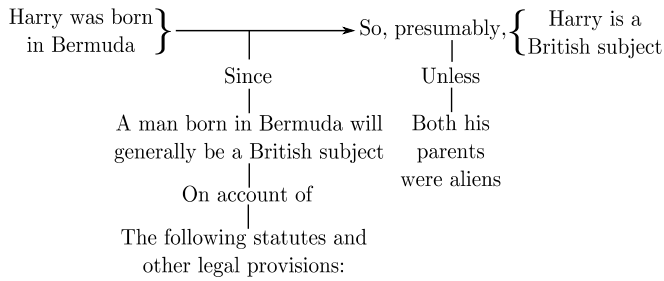 Harry was born
in Bermuda
So, presumably,
Harry is a
British subject
Since
Unless
A man born in Bermuda will
generally be a British subject
Both his
parents
were aliens
On account of
The following statutes and
other legal provisions: